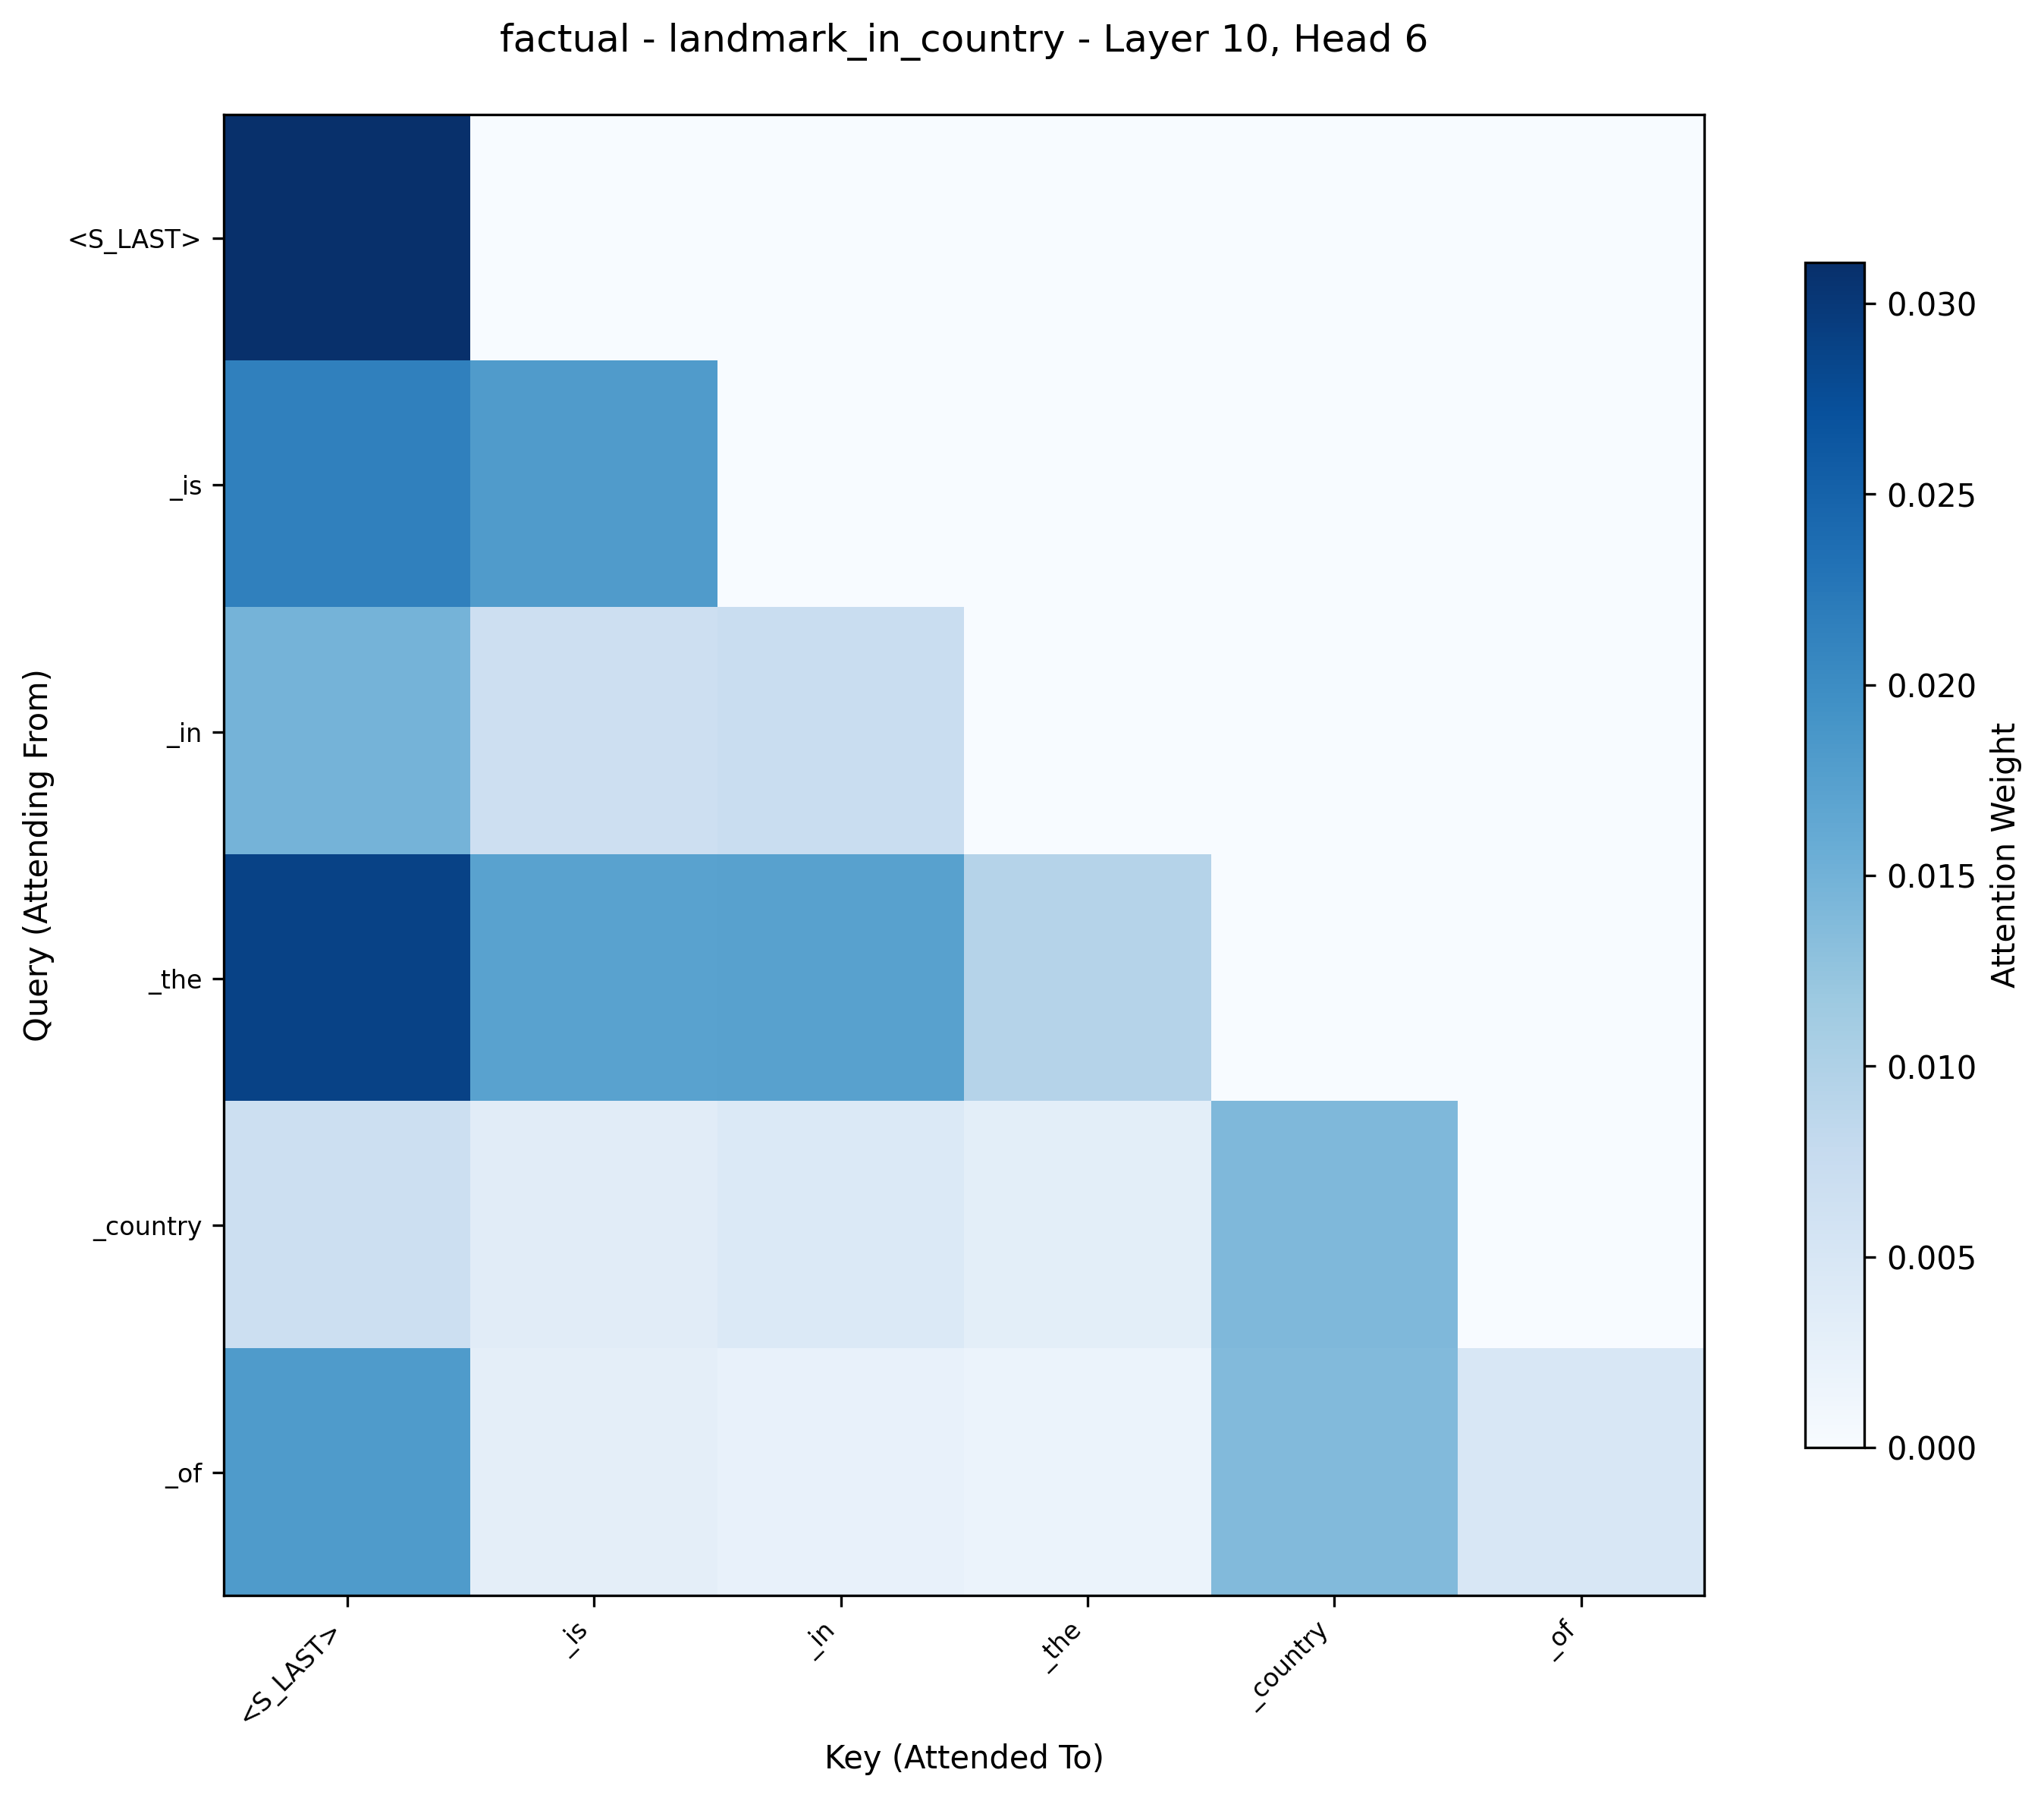 factual - landmark_in_country - Layer 10, Head 6
Query (Attending From)
<S_LAST>
_is
_in
_the
_country
_of
<S_LAST>
_is
_in
_the
_country
_of
Key (Attended To)
0.030
0.025
0.020
0.015
0.010
0.005
0.000
Attention Weight